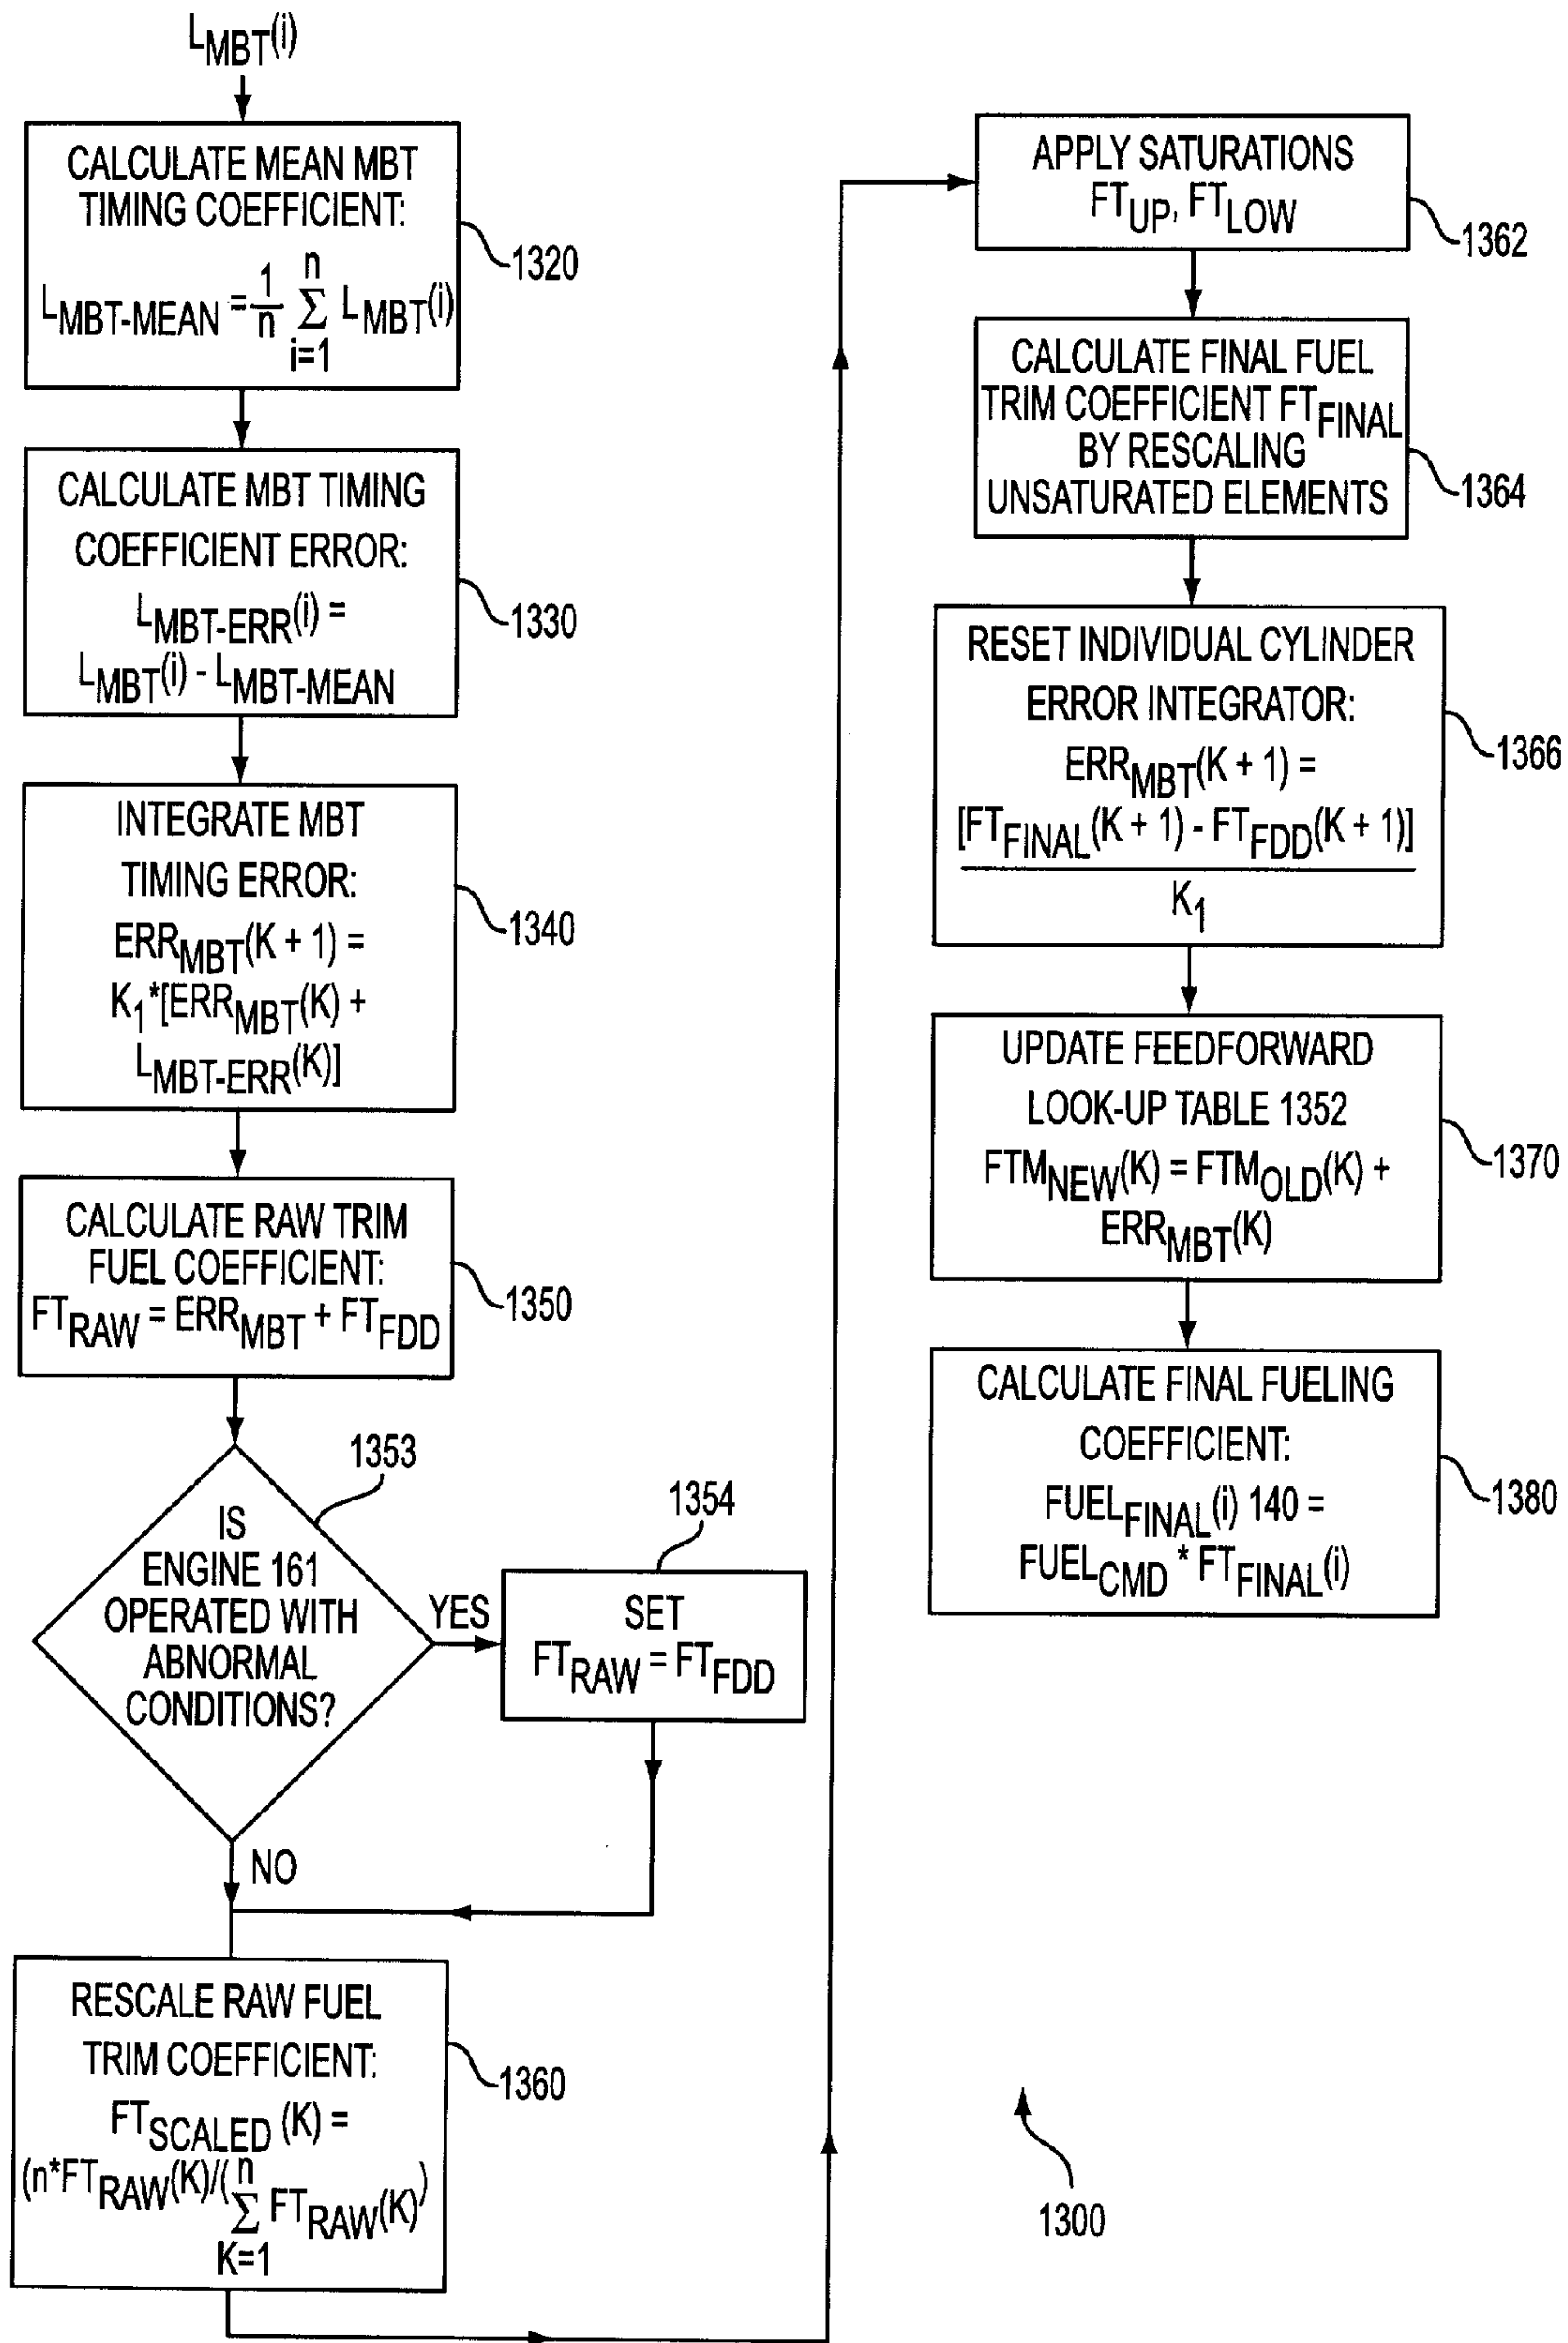 LMBT(i)
CALCULATE MEAN MBT
TIMING COEFFICIENT:
LMBT-MEAN = 1/n n Σ i=1 LMBT(i)
1320
CALCULATE MBT TIMING
COEFFICIENT ERROR:
LMBT-ERR(i) =
LMBT(i) - LMBT-MEAN
1330
INTEGRATE MBT
TIMING ERROR:
ERRMBT(K + 1) =
K1*[ERRMBT(K) +
LMBT-ERR(K)]
1340
CALCULATE RAW TRIM
FUEL COEFFICIENT:
FTRAW = ERRMBT + FTFDD
1350
1353
IS
ENGINE 161
OPERATED WITH
ABNORMAL
CONDITIONS?
YES
NO
1354
SET
FTRAW = FTFDD
RESCALE RAW FUEL
TRIM COEFFICIENT:
FTSCALED (K) =
(n*FTRAW(K)/(n Σ K=1 FTRAW(K))
1360
APPLY SATURATIONS
FTUP, FTLOW
1362
CALCULATE FINAL FUEL
TRIM COEFFICIENT FTFINAL
BY RESCALING
UNSATURATED ELEMENTS
1364
RESET INDIVIDUAL CYLINDER
ERROR INTEGRATOR:
ERRMBT(K + 1) =
[FTFINAL(K + 1) - FTFDD(K + 1)]
K1
1366
UPDATE FEEDFORWARD
LOOK-UP TABLE 1352
FTMNEW(K) = FTMOLD(K) +
ERRMBT(K)
1370
CALCULATE FINAL FUELING
COEFFICIENT:
FUELFINAL(i) 140 =
FUELCMD * FTFINAL(i)
1380
1300